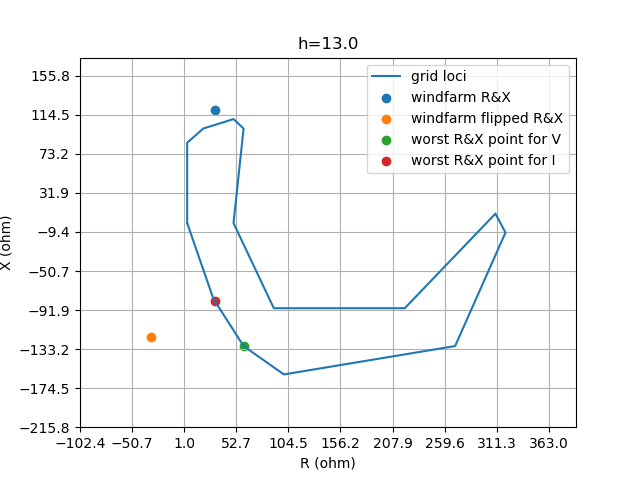 h=13.0
grid loci
windfarm R&X
windfarm flipped R&X
worst R&X point for V
worst R&X point for I
155.8
114.5
73.2
31.9
−9.4
−50.7
−91.9
−133.2
−174.5
−215.8
X (ohm)
−102.4 −50.7 1.0 52.7 104.5 156.2 207.9 259.6 311.3 363.0
R (ohm)